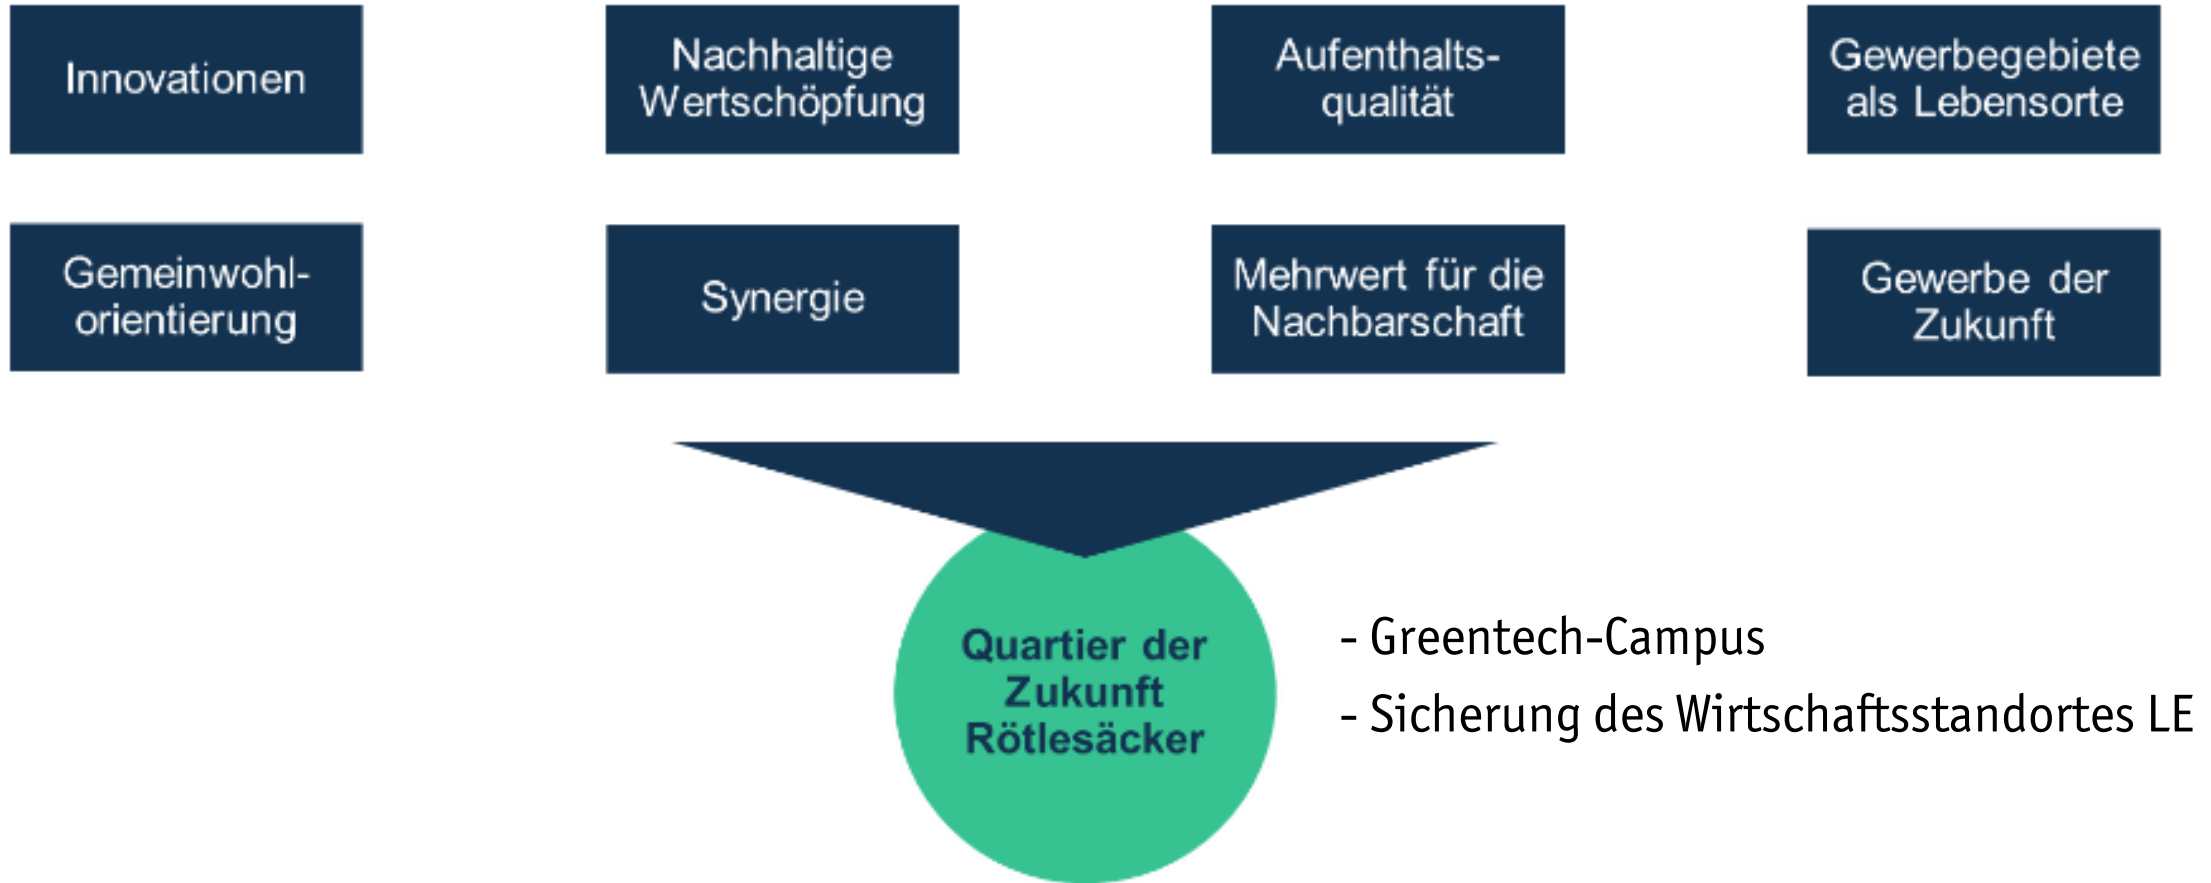 Innovationen
Nachhaltige
Wertschöpfung
Aufenthalts-
qualität
Gewerbegebiete
als Lebensorte
Gemeinwohl-
orientierung
Synergie
Mehrwert für die
Nachbarschaft
Gewerbe der
Zukunft
Quartier der
Zukunft
Rötlesäcker
- Greentech-Campus
- Sicherung des Wirtschaftsstandortes LE